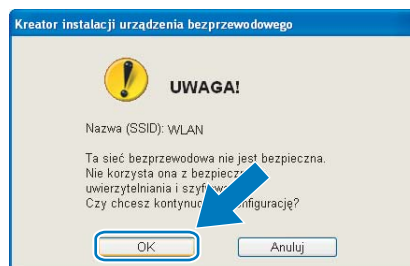 Kreator instalacji urządzenia bezprzewodowego
UWAGA!
Nazwa (SSID): WLAN
Ta sieć bezprzewodowa nie jest bezpieczna.
Nie korzysta ona z
uwierzytelniania i
Czy chcesz
OK
Anuluj